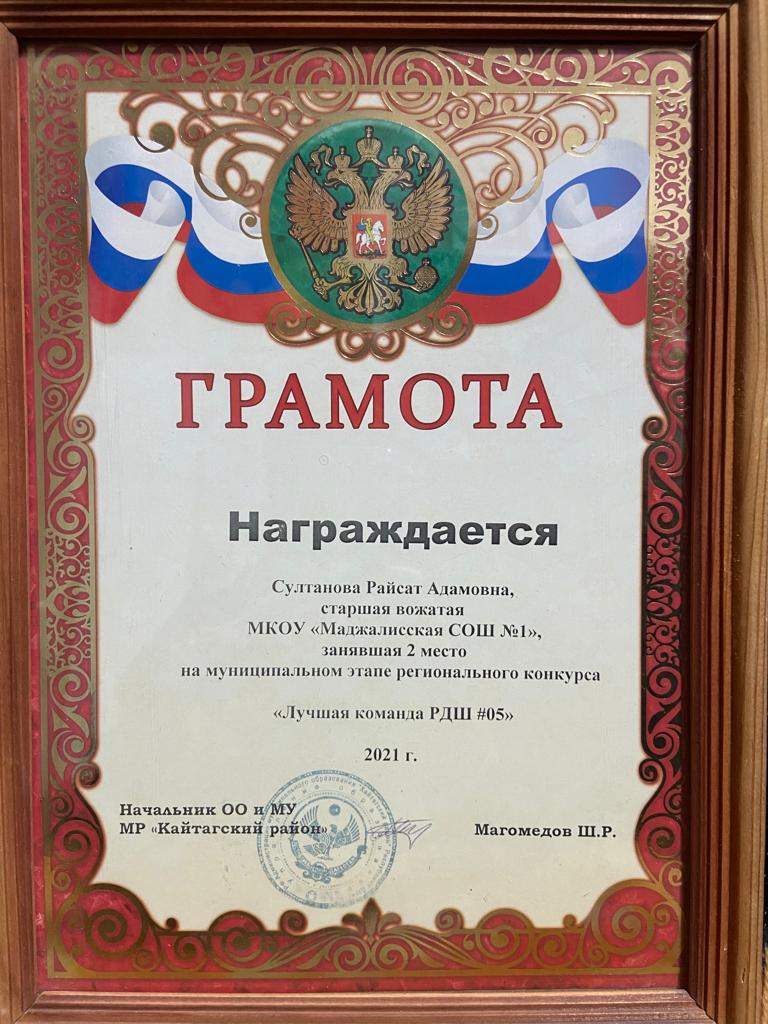 ГРАМОТА
Награждается
Султанова Райсат Адамовна,
старшая вожатая
МКОУ «Маджалисская СОШ №1»,
занявшая 2 место
на муниципальном этапе регионального конкурса
«Лучшая команда РДШ #05»
2021 г.
Начальник ОО и МУ
МР «Кайтагский район»
Магомедов Ш.Р.